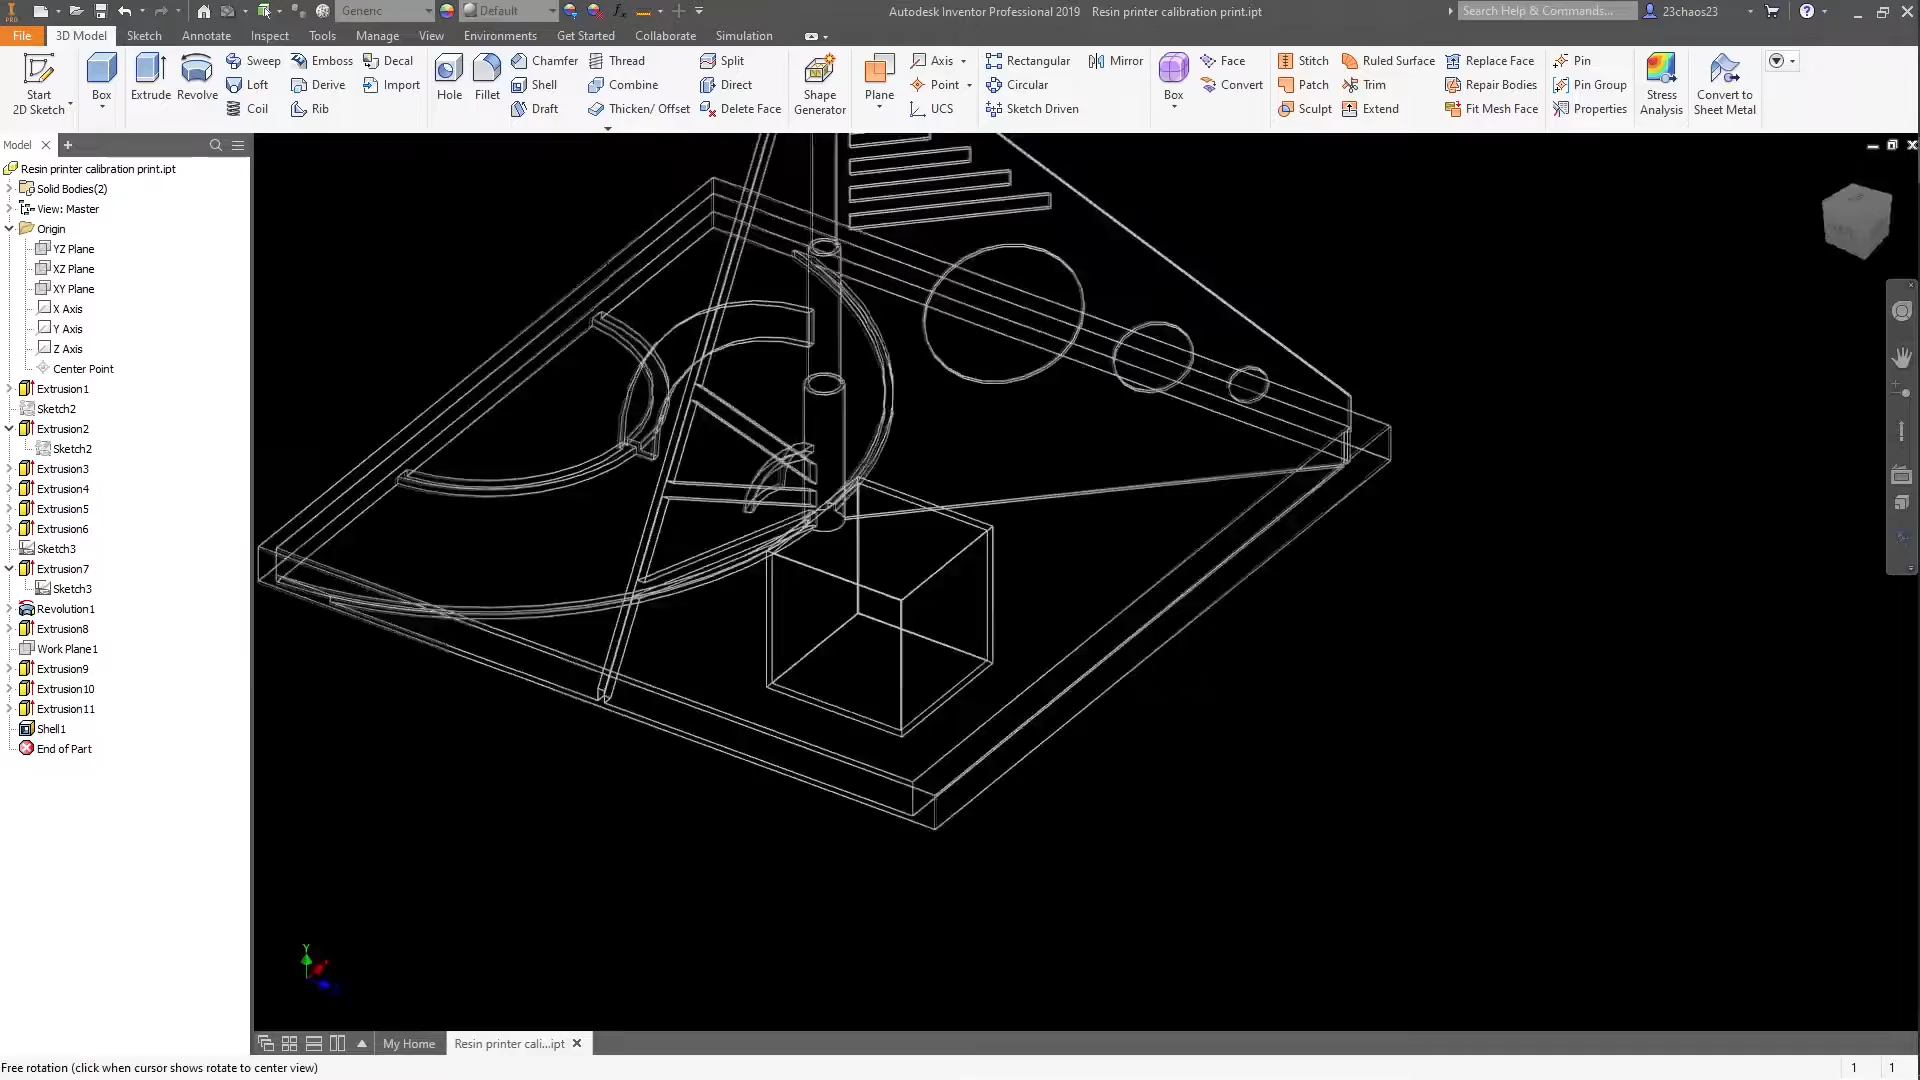 PRO Generic Default fx Autodesk Inventor Professional 2019 Resin printer calibration print.ipt Search Help & Commands... 23chaos23
File 3D Model Sketch Annotate Inspect Tools Manage View Environments Get Started Collaborate Simulation
Start
2D Sketch
Box
Extrude
Revolve
Sweep
Loft
Coil
Emboss
Derive
Rib
Decal
Import
Hole
Fillet
Chamfer
Shell
Draft
Thread
Combine
Thicken/ Offset
Split
Direct
Delete Face
Shape
Generator
Plane
Axis
Point
UCS
Rectangular
Circular
Sketch Driven
Mirror
Box
Face
Convert
Stitch
Patch
Sculpt
Ruled Surface
Trim
Extend
Replace Face
Repair Bodies
Fit Mesh Face
Pin
Pin Group
Properties
Stress
Analysis
Convert to
Sheet Metal
Model
Resin printer calibration print.ipt
Solid Bodies(2)
View: Master
Origin
YZ Plane
XZ Plane
XY Plane
X Axis
Y Axis
Z Axis
Center Point
Extrusion1
Sketch2
Extrusion2
Sketch2
Extrusion3
Extrusion4
Extrusion5
Extrusion6
Sketch3
Extrusion7
Sketch3
Revolution1
Extrusion8
Work Plane1
Extrusion9
Extrusion10
Extrusion11
Shell1
End of Part
Y
My Home Resin printer cali...ipt
Free rotation (click when cursor shows rotate to center view) 1 1